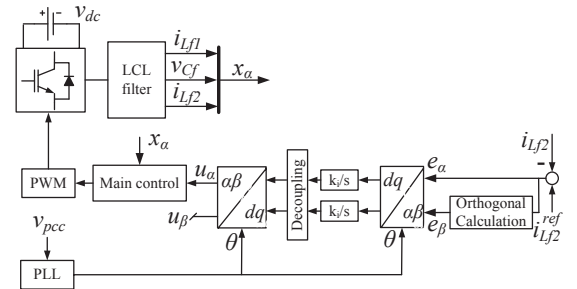 + -
v_dc
LCL
filter
i_Lf1
v_Cf
i_Lf2
x_α
x_α
PWM
Main control
u_α
u_β
αβ
dq
θ
Decoupling
k_i/s
k_i/s
dq
αβ
θ
e_α
e_β
Orthogonal
Calculation
i_Lf2
-
i_Lf2^ref
v_pcc
PLL